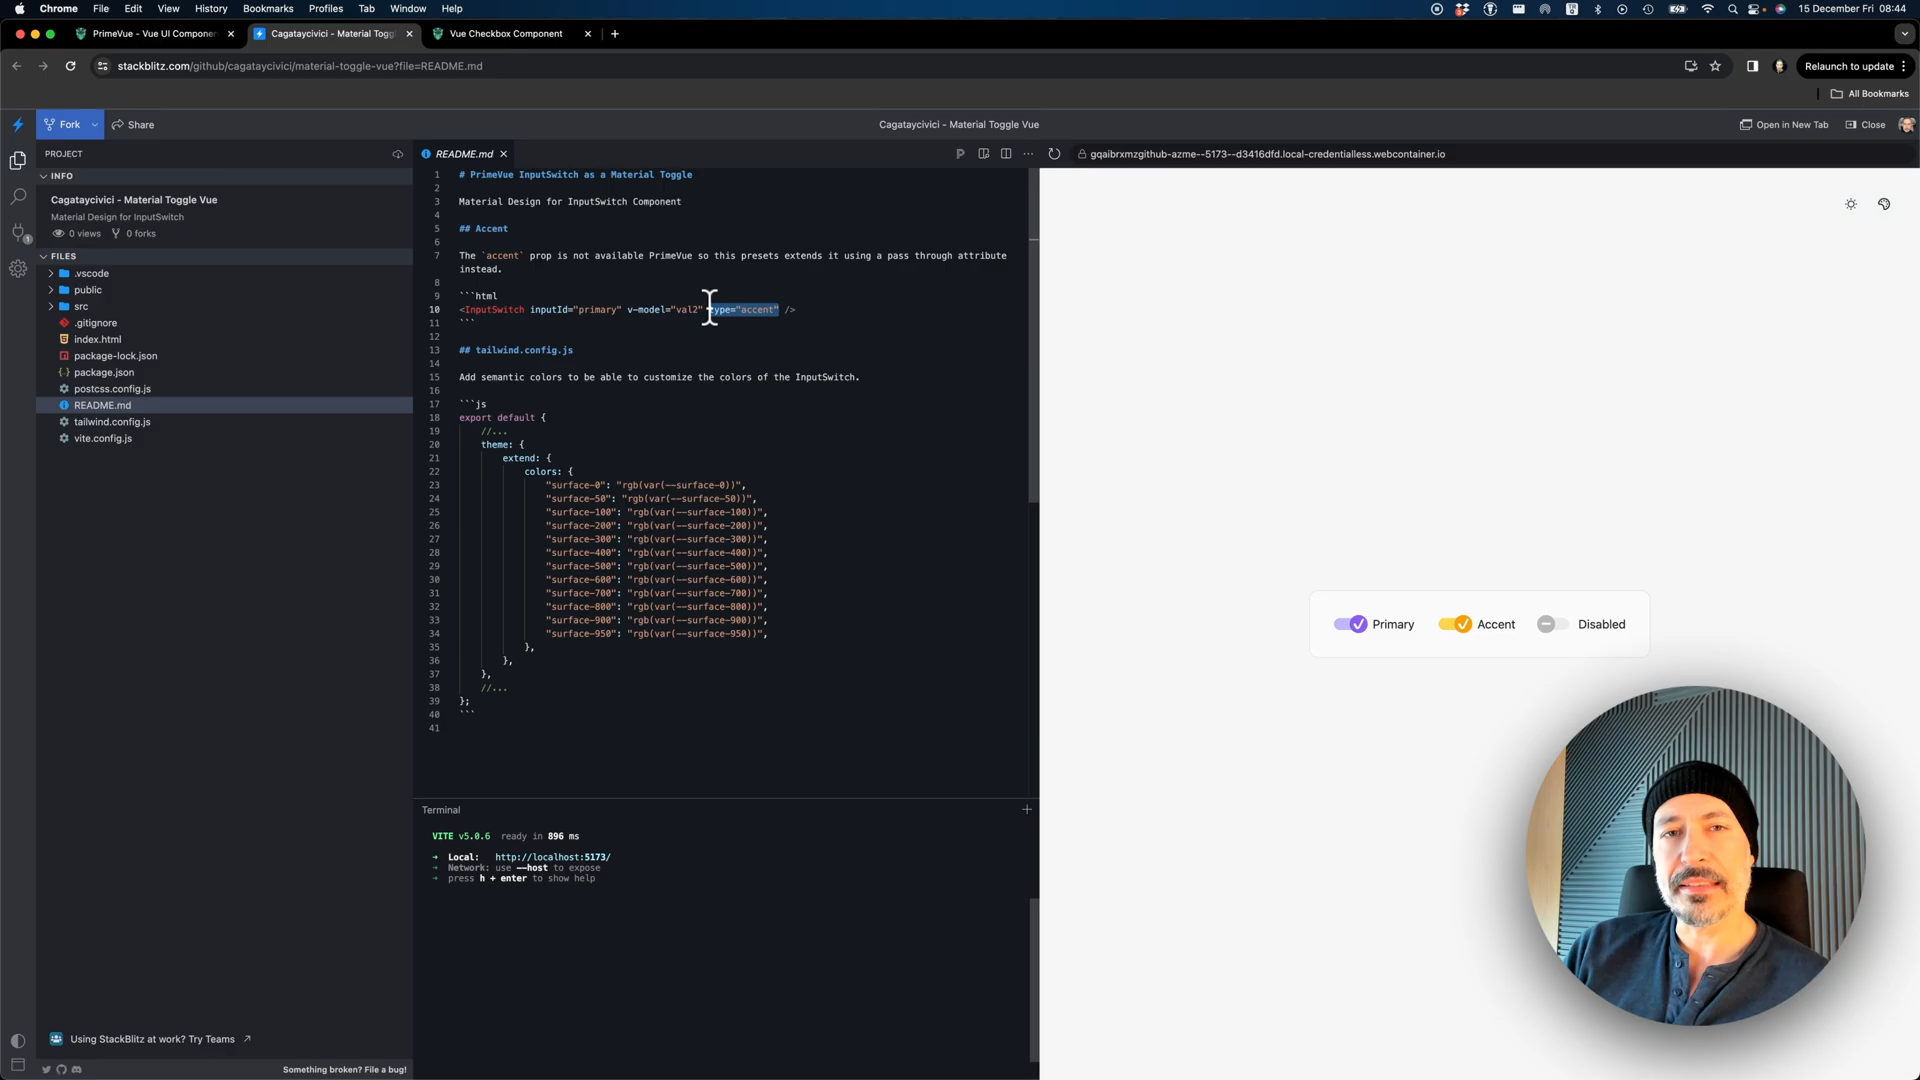 Chrome File Edit View History Bookmarks Profiles Tab Window Help 15 December Fri 08:44
PrimeVue - Vue UI Componen Cagataycivici - Material Toggl Vue Checkbox Component
stackblitz.com/github/cagataycivici/material-toggle-vue?file=README.md Relaunch to update
All Bookmarks
Fork Share Cagataycivici - Material Toggle Vue Open in New Tab Close
PROJECT
INFO
Cagataycivici - Material Toggle Vue
Material Design for InputSwitch
0 views 0 forks
FILES
.vscode
public
src
.gitignore
index.html
package-lock.json
package.json
postcss.config.js
README.md
tailwind.config.js
vite.config.js
Using StackBlitz at work? Try Teams
Something broken? File a bug!
README.md
1 # PrimeVue InputSwitch as a Material Toggle
2
3 Material Design for InputSwitch Component
4
5 ## Accent
6
7 The `accent` prop is not available PrimeVue so this presets extends it using a pass through attribute
instead.
8
9 ```html
10 <InputSwitch inputId="primary" v-model="val2" type="accent" />
11 ```
12
13 ## tailwind.config.js
14
15 Add semantic colors to be able to customize the colors of the InputSwitch.
16
17 ```js
18 export default {
19 //...
20 theme: {
21 extend: {
22 colors: {
23 "surface-0": "rgb(var(--surface-0))",
24 "surface-50": "rgb(var(--surface-50))",
25 "surface-100": "rgb(var(--surface-100))",
26 "surface-200": "rgb(var(--surface-200))",
27 "surface-300": "rgb(var(--surface-300))",
28 "surface-400": "rgb(var(--surface-400))",
29 "surface-500": "rgb(var(--surface-500))",
30 "surface-600": "rgb(var(--surface-600))",
31 "surface-700": "rgb(var(--surface-700))",
32 "surface-800": "rgb(var(--surface-800))",
33 "surface-900": "rgb(var(--surface-900))",
34 "surface-950": "rgb(var(--surface-950))",
35 },
36 },
37 },
38 //...
39 };
40 ```
41
Terminal
VITE v5.0.6 ready in 896 ms
➜ Local: http://localhost:5173/
➜ Network: use --host to expose
➜ press h + enter to show help
gqaibrxmzgithub-azme--5173--d3416dfd.local-credentialless.webcontainer.io
Primary Accent Disabled